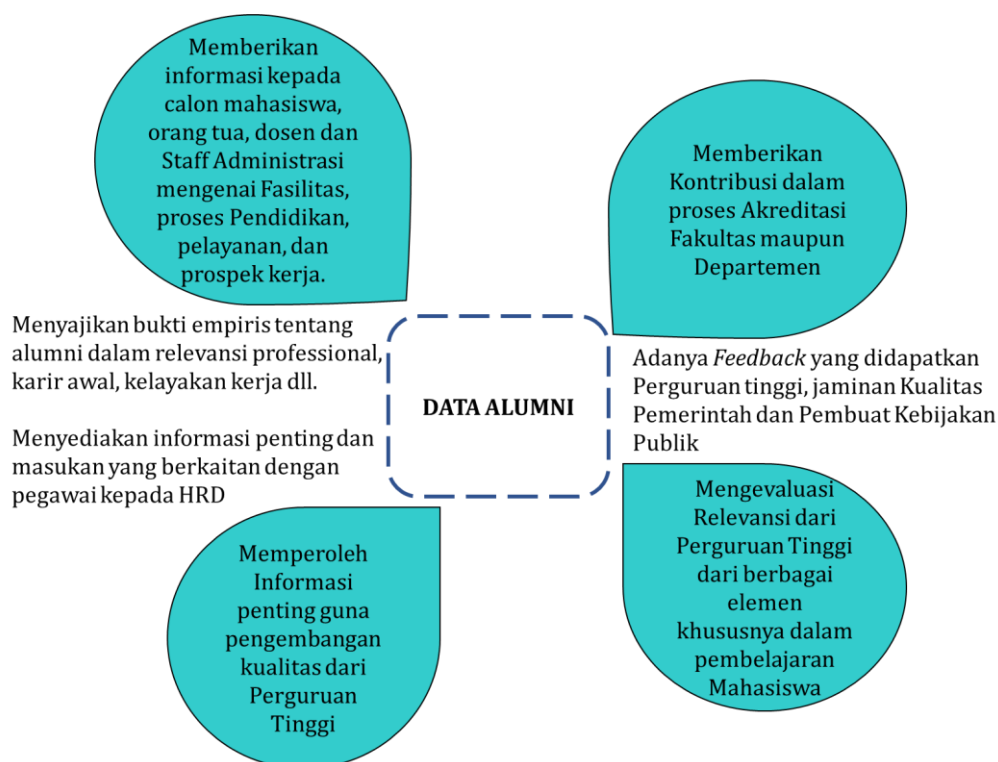 Memberikan
informasi kepada
calon mahasiswa,
orang tua, dosen dan
Staff Administrasi
mengenai Fasilitas,
proses Pendidikan,
pelayanan, dan
prospek kerja.
Memberikan
Kontribusi dalam
proses Akreditasi
Fakultas maupun
Departemen
Menyajikan bukti empiris tentang
alumni dalam relevansi professional,
karir awal, kelayakan kerja dll.
Menyediakan informasi penting dan
masukan yang berkaitan dengan
pegawai kepada HRD
DATA ALUMNI
Adanya Feedback yang didapatkan
Perguruan tinggi, jaminan Kualitas
Pemerintah dan Pembuat Kebijakan
Publik
Memperoleh
Informasi
penting guna
pengembangan
kualitas dari
Perguruan
Tinggi
Mengevaluasi
Relevansi dari
Perguruan Tinggi
dari berbagai
elemen
khususnya dalam
pembelajaran
Mahasiswa